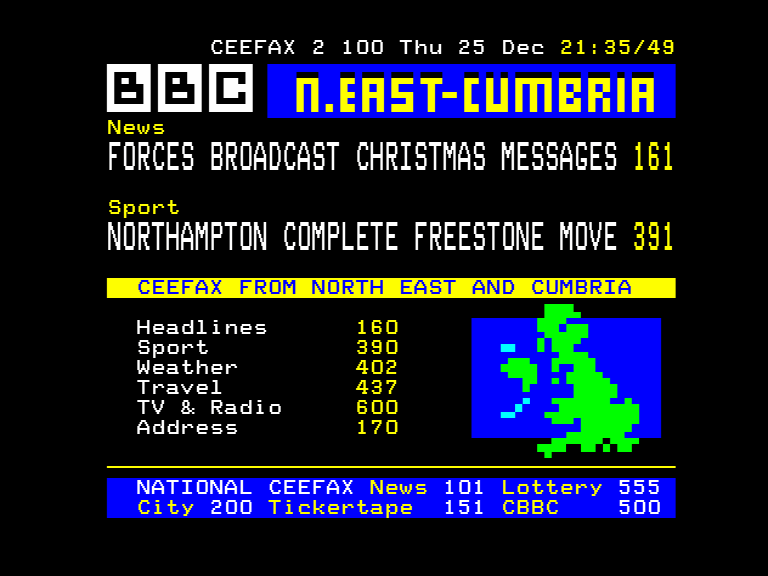 CEEFAX 2 100 Thu 25 Dec 21:35/49
BBC N.EAST-CUMBRIA
News
FORCES BROADCAST CHRISTMAS MESSAGES 161
Sport
NORTHAMPTON COMPLETE FREESTONE MOVE 391
CEEFAX FROM NORTH EAST AND CUMBRIA
Headlines 160
Sport 390
Weather 402
Travel 437
TV & Radio 600
Address 170
NATIONAL CEEFAX News 101 Lottery 555
City 200 Tickertape 151 CBBC 500